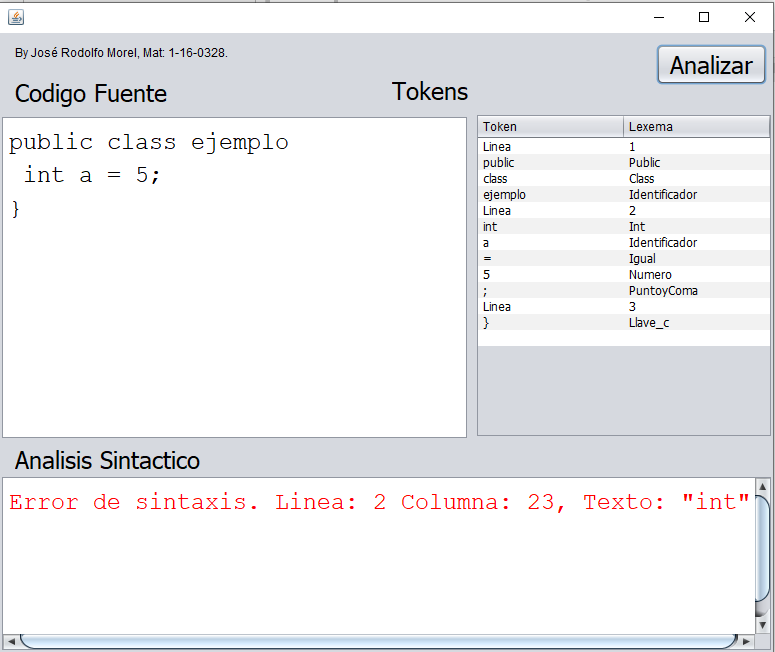 By José Rodolfo Morel, Mat: 1-16-0328.
Analizar
Codigo Fuente
Tokens
public class ejemplo
int a = 5;
}
Token Lexema
Linea 1
public Public
class Class
ejemplo Identificador
Linea 2
int Int
a Identificador
= Igual
5 Numero
; PuntoyComa
Linea 3
} Llave_c
Analisis Sintactico
Error de sintaxis. Linea: 2 Columna: 23, Texto: "int"